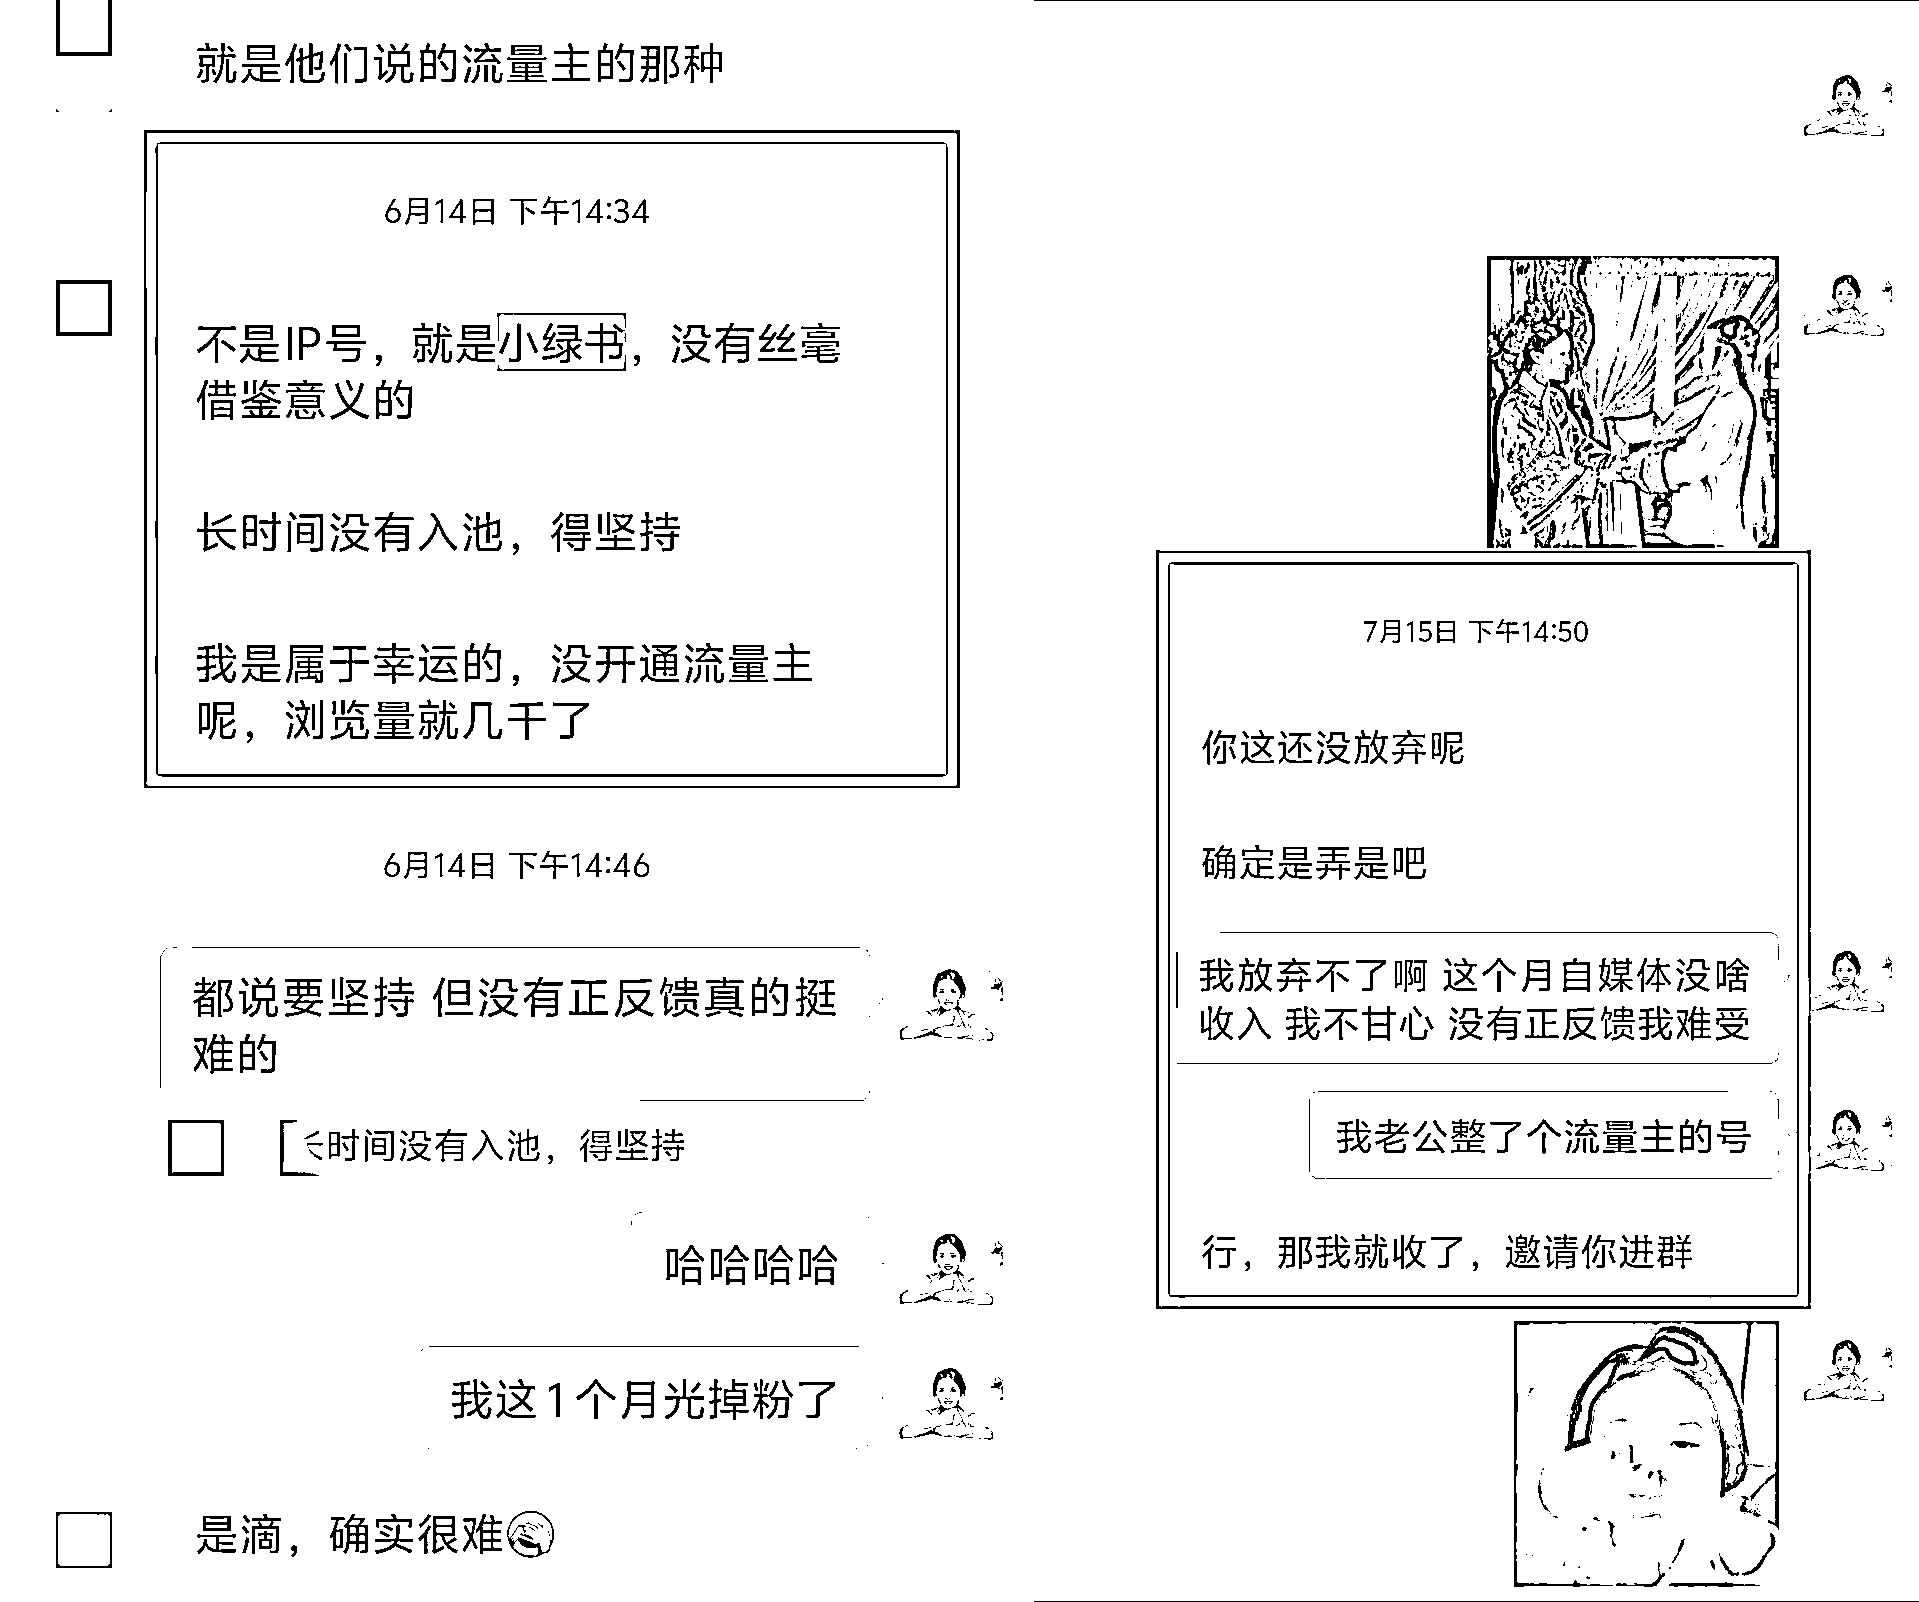 就是他们说的流量主的那种
6月14日 下午14:34
不是IP号，就是小绿书，没有丝毫
借鉴意义的
长时间没有入池，得坚持
我是属于幸运的，没开通流量主
呢，浏览量就几千了
6月14日 下午14:46
都说要坚持 但没有正反馈真的挺
难的
长时间没有入池，得坚持
哈哈哈哈
我这1个月光掉粉了
是滴，确实很难
7月15日 下午14:50
你这还没放弃呢
确定是弄是吧
我放弃不了啊 这个月自媒体没啥
收入 我不甘心 没有正反馈我难受
我老公整了个流量主的号
行，那我就收了，邀请你进群